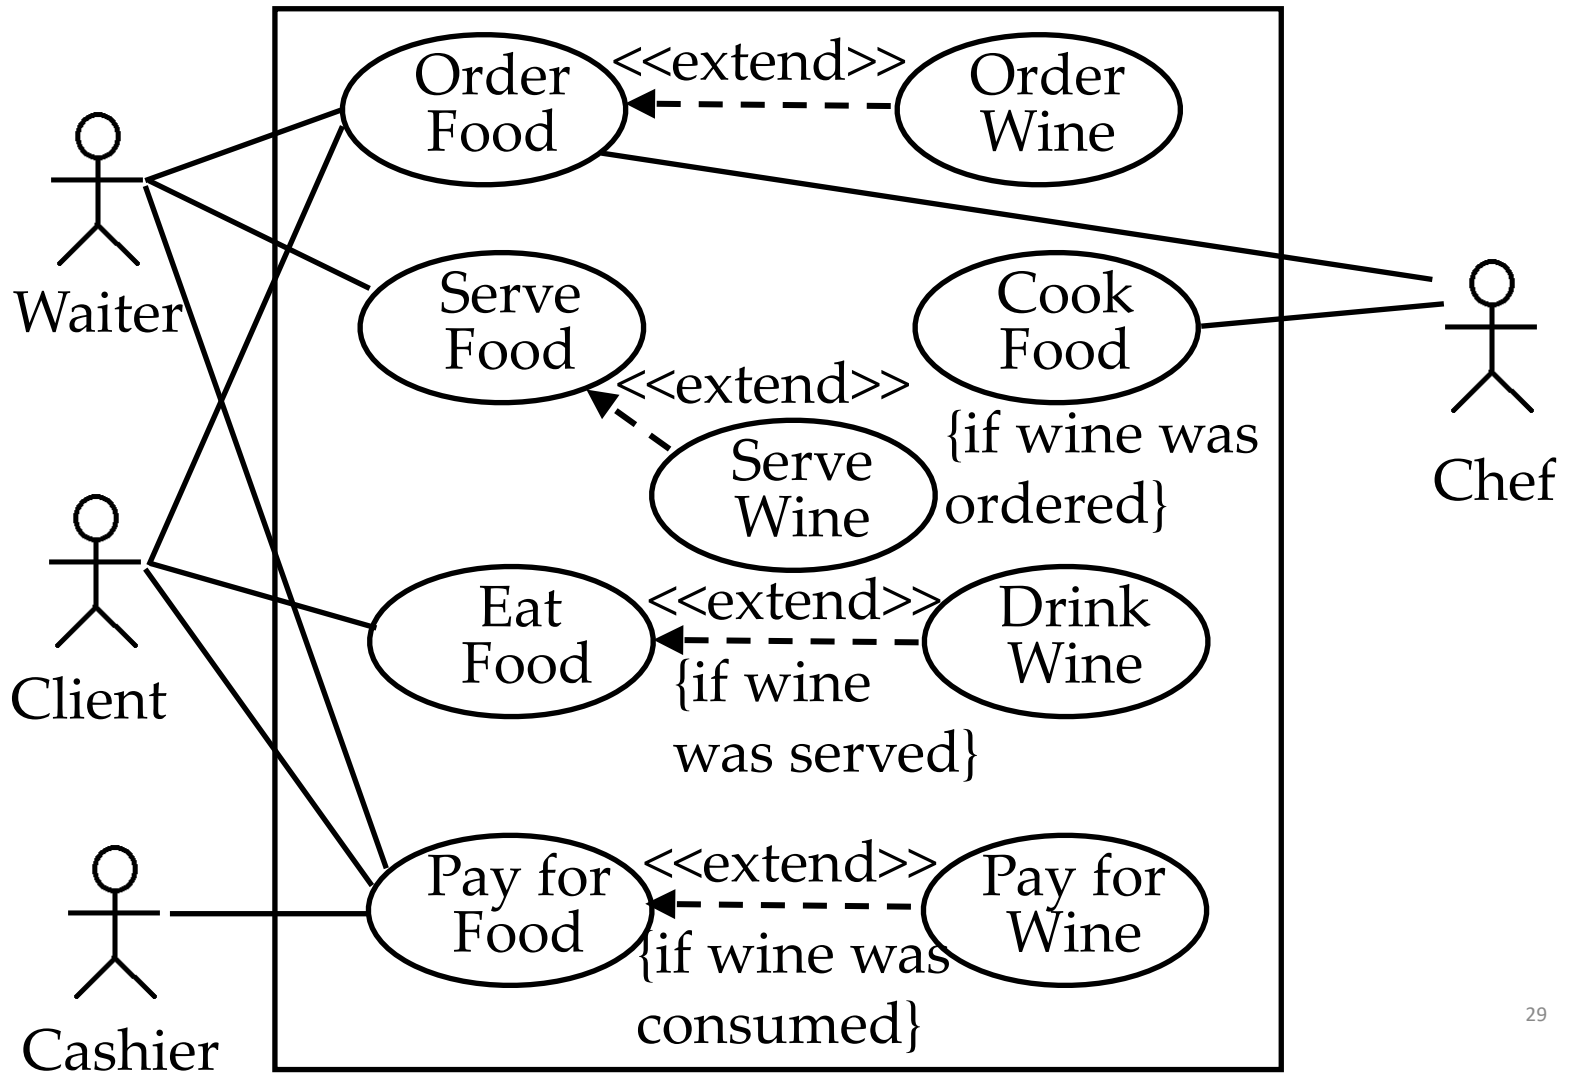 Order
Food
<<extend>>
Order
Wine
Waiter
Serve
Food
Cook
Food
<<extend>>
{if wine was
ordered}
Serve
Wine
Chef
Client
Eat
Food
<<extend>>
Drink
Wine
{if wine
was served}
Pay for
Food
<<extend>>
Pay for
Wine
{if wine was
consumed}
Cashier
29